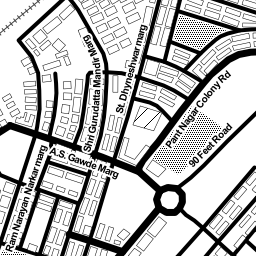 St. Dhyneshwar marg
Shri Gurudatta Mandir Marg
Pant Nagar Colony Rd
90 Feet Road
A.S. Gawde Marg
Ram Narayan Narkar marg